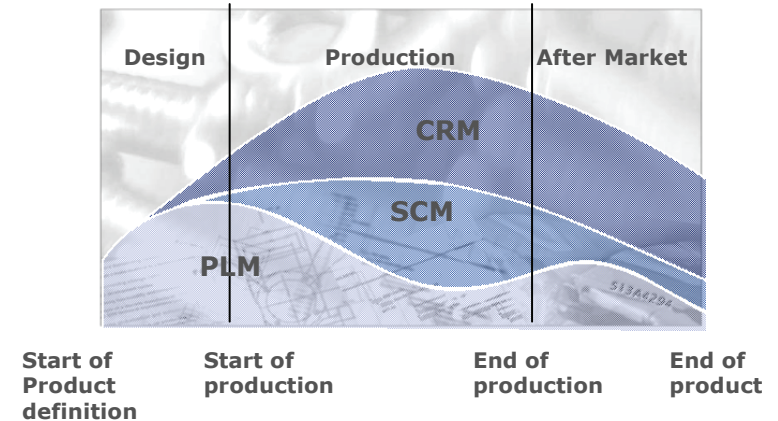 Design
Production
After Market
CRM
SCM
PLM
S13A4294
Start of
Product
definition
Start of
production
End of
production
End of
product